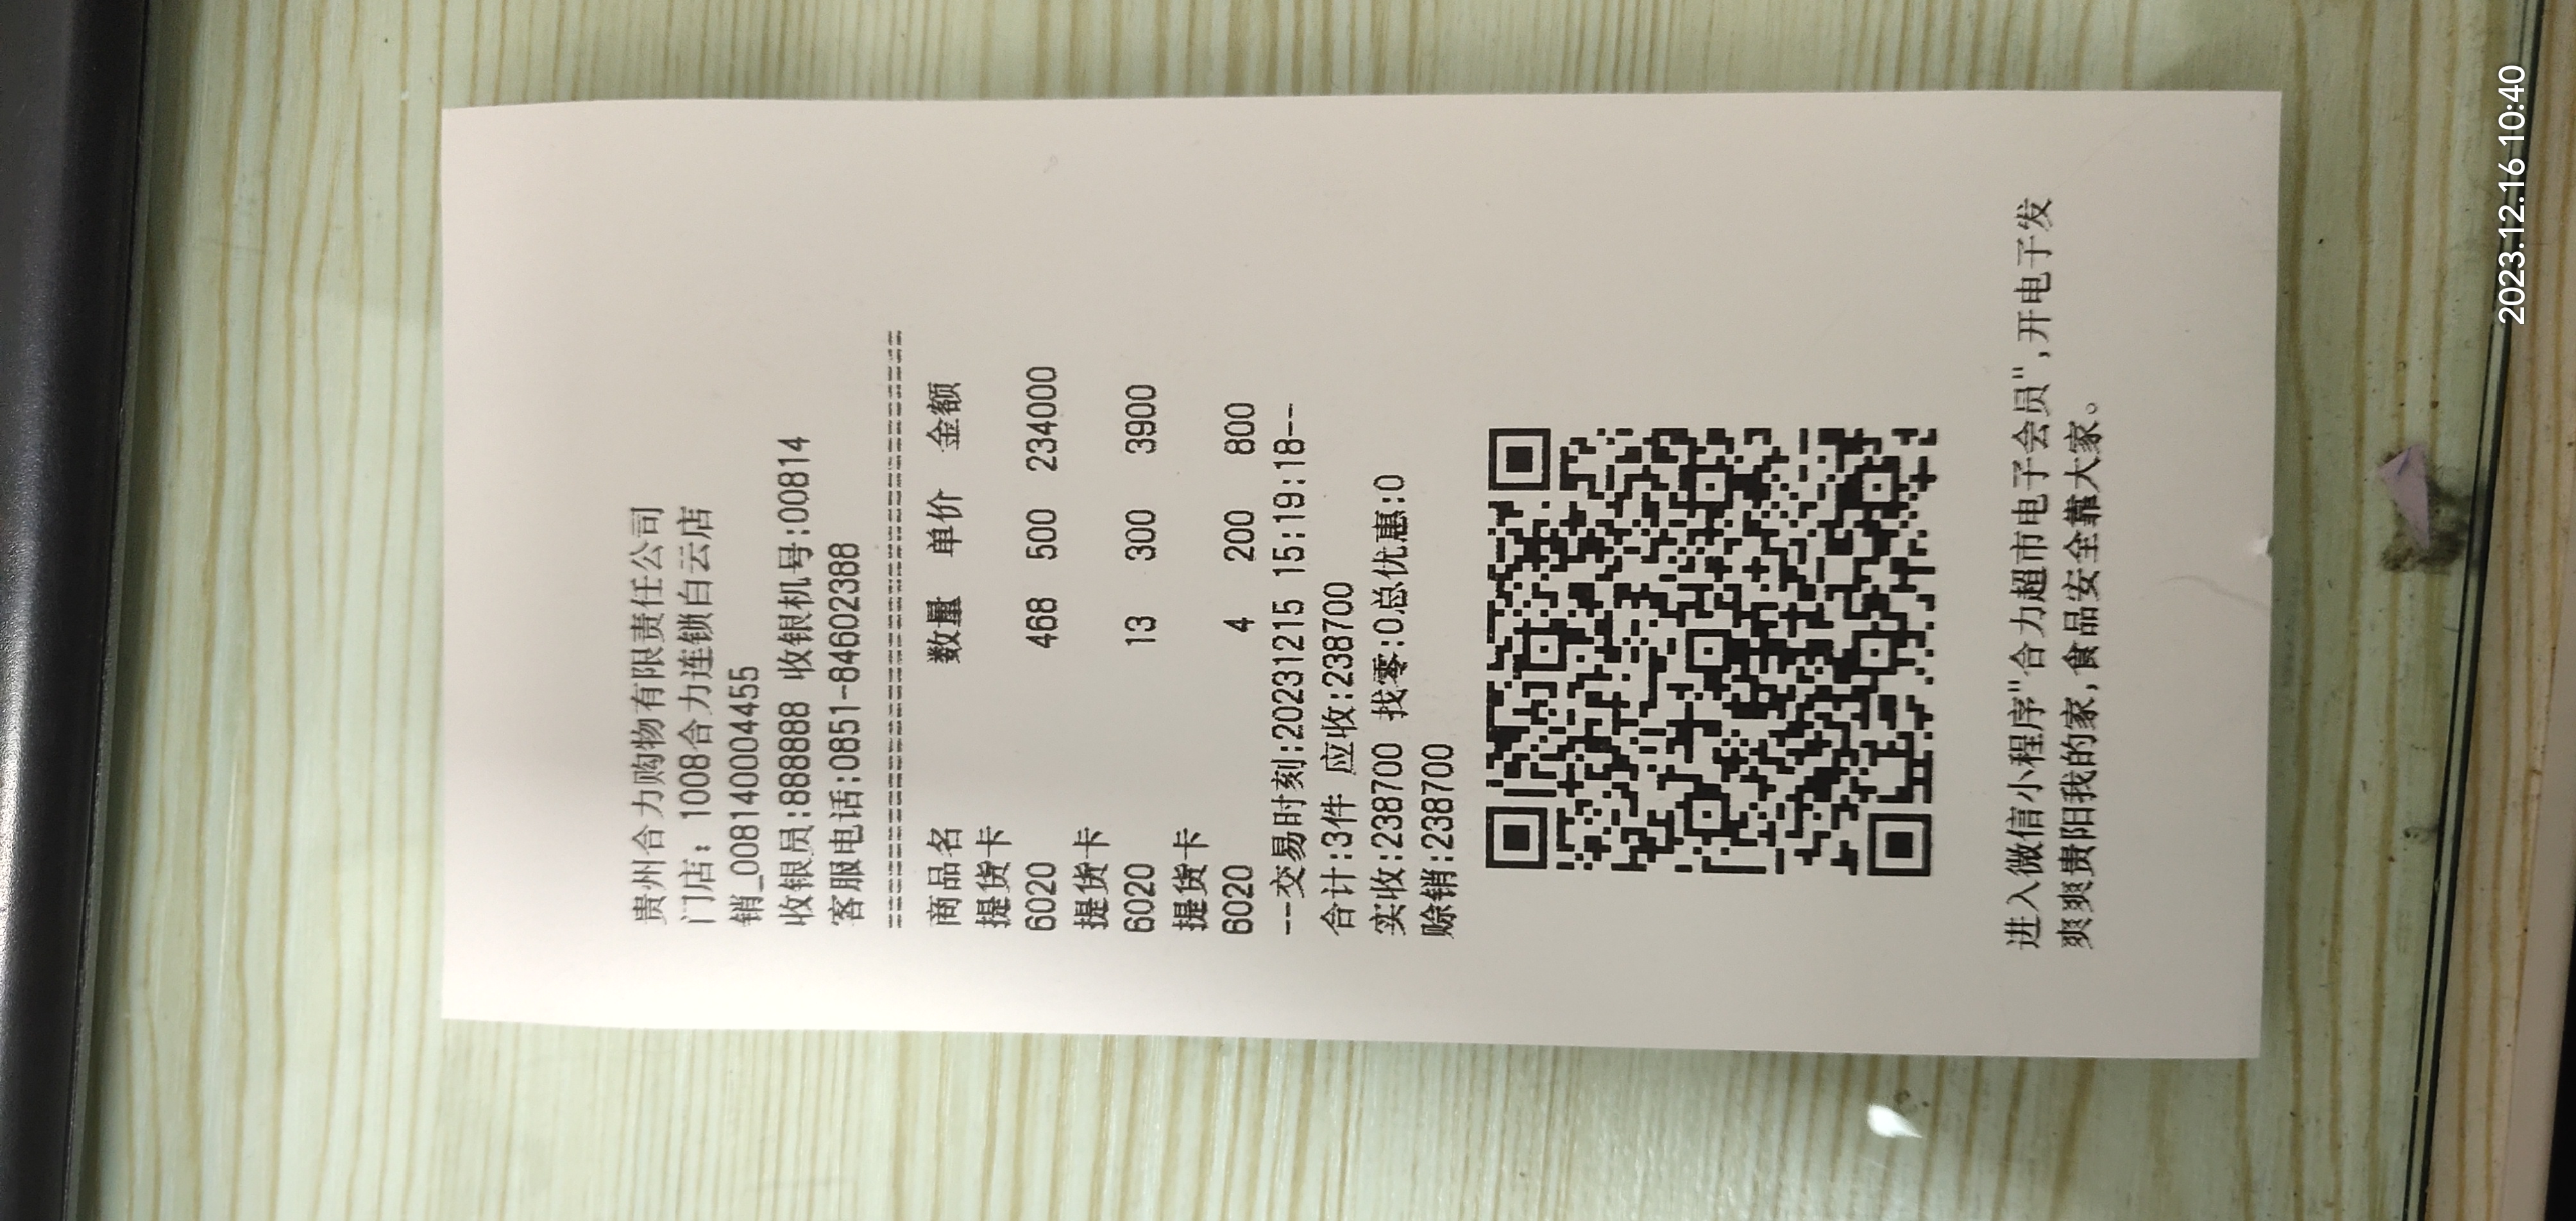 贵州合力购物有限责任公司
门店：1008合力连锁白云店
销_00814000​4455
收银员:888888 收银机号:00814
客服电话:0851-84602388
商品名 数量 单价 金额
提货卡
6020 468 500 234000
提货卡
6020 13 300 3900
提货卡
6020 4 200 800
--交易时刻:20231215 15:19:18--
合计:3件 应收:238700
实收:238700 找零:0总优惠:0
赊销:238700
进入微信小程序"合力超市电子会员",开电子发
爽爽贵阳我的家,食品安全靠大家。
2023.12.16 10:40